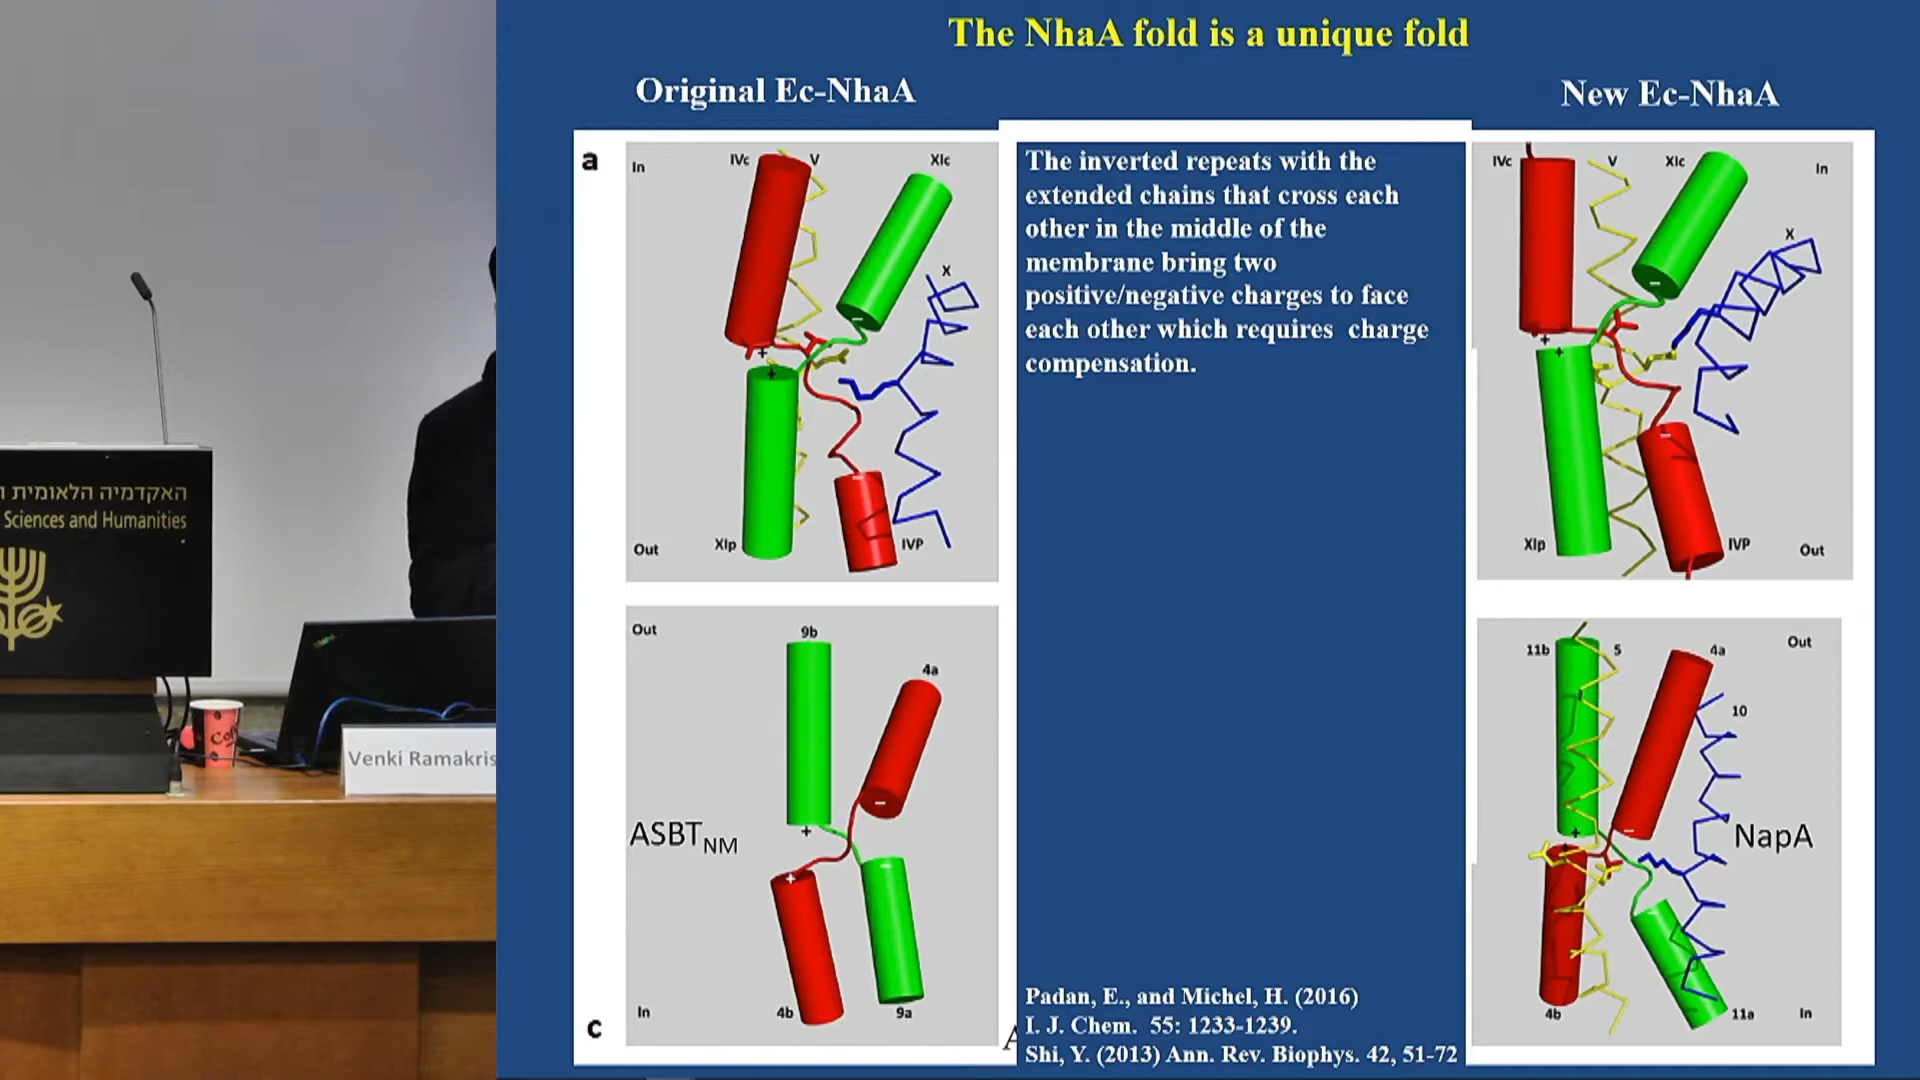 The NhaA fold is a unique fold
Original Ec-NhaA
New Ec-NhaA
a
In
IVc
V
XIc
X
+
+
−
−
Out
XIp
IVP
The inverted repeats with the
extended chains that cross each
other in the middle of the
membrane bring two
positive/negative charges to face
each other which requires charge
compensation.
IVc
V
XIc
In
X
−
+
+
−
XIp
IVP
Out
Out
9b
4a
−
+
ASBTNM
+
−
In
4b
9a
c
Out
11b
5
4a
10
+
−
+
NapA
4b
11a
In
Padan, E., and Michel, H. (2016)
I. J. Chem. 55: 1233-1239.
Shi, Y. (2013) Ann. Rev. Biophys. 42, 51-72
האקדמיה הלאומית
Sciences and Humanities
Venki Ramakris